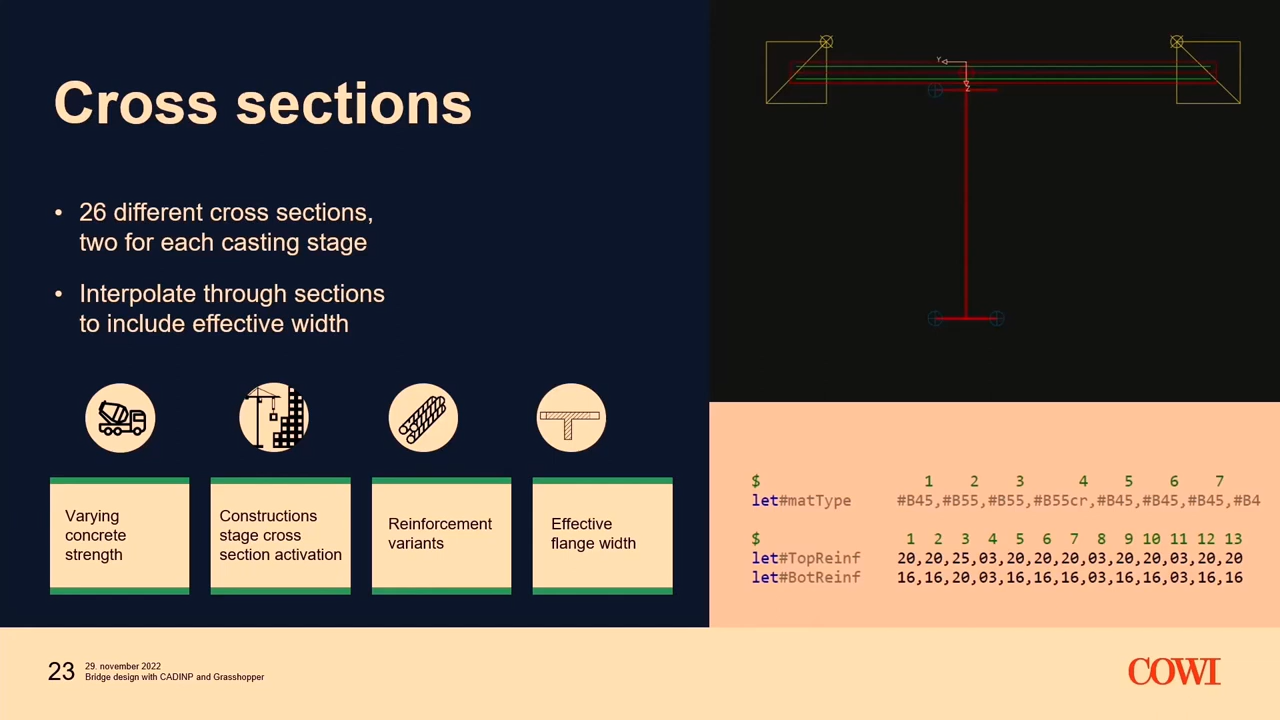 Cross sections
• 26 different cross sections,
two for each casting stage
• Interpolate through sections
to include effective width
Varying
concrete
strength
Constructions
stage cross
section activation
Reinforcement
variants
Effective
flange width
Y
Z
$ 1 2 3 4 5 6 7
let#matType #B45,#B55,#B55,#B55cr,#B45,#B45,#B45,#B4
$ 1 2 3 4 5 6 7 8 9 10 11 12 13
let#TopReinf 20,20,25,03,20,20,20,03,20,20,03,20,20
let#BotReinf 16,16,20,03,16,16,16,03,16,16,03,16,16
23
29. november 2022
Bridge design with CADINP and Grasshopper
COWI